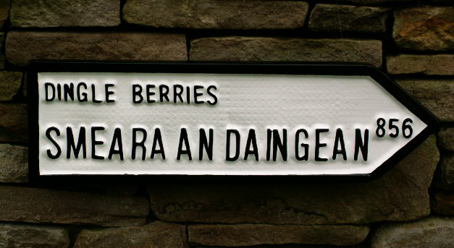 DINGLE BERRIES
SMEARA AN DAINGEAN 856